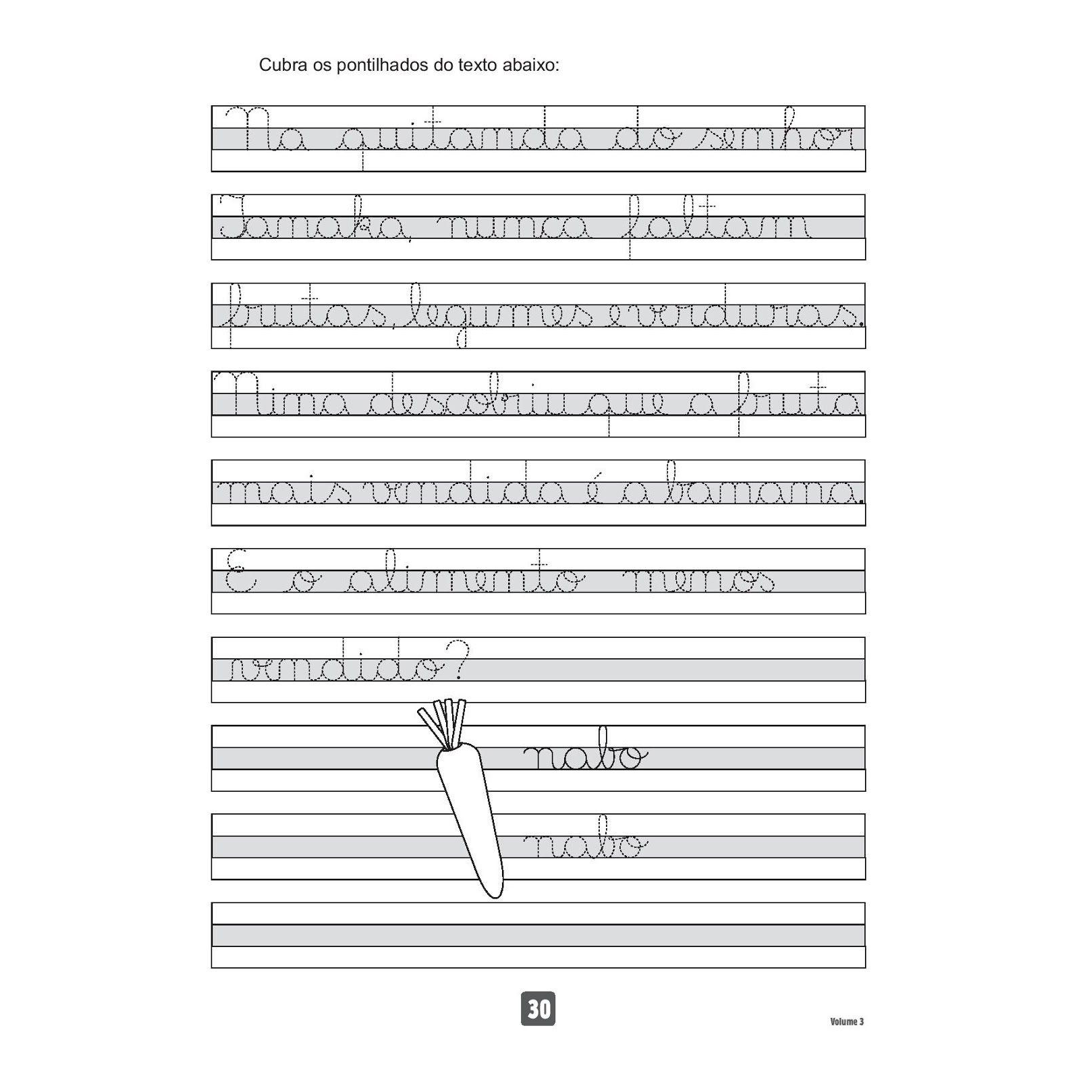 Cubra os pontilhados do texto abaixo:
Na quitanda do senhor
Tanaka, nunca faltam
frutas, legumes e verduras.
Nina descobriu que a fruta
mais vendida é a banana.
E o alimento menos
vendido?
nabo
nabo
30
Volume 3